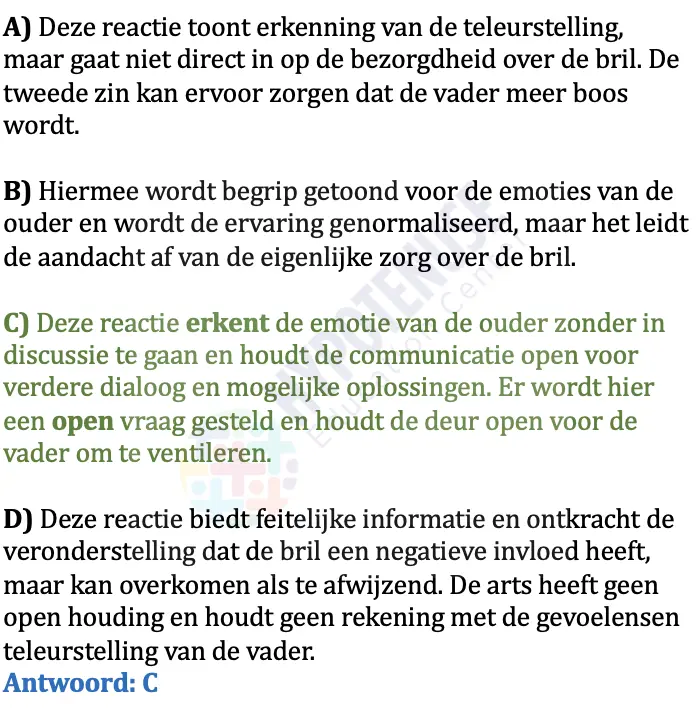 A) Deze reactie toont erkenning van de teleurstelling,
maar gaat niet direct in op de bezorgdheid over de bril. De
tweede zin kan ervoor zorgen dat de vader meer boos
wordt.
B) Hiermee wordt begrip getoond voor de emoties van de
ouder en wordt de ervaring genormaliseerd, maar het leidt
de aandacht af van de eigenlijke zorg over de bril.
C) Deze reactie erkent de emotie van de ouder zonder in
discussie te gaan en houdt de communicatie open voor
verdere dialoog en mogelijke oplossingen. Er wordt hier
een open vraag gesteld en houdt de deur open voor de
vader om te ventileren.
D) Deze reactie biedt feitelijke informatie en ontkracht de
veronderstelling dat de bril een negatieve invloed heeft,
maar kan overkomen als te afwijzend. De arts heeft geen
open houding en houdt geen rekening met de gevoelensen
teleurstelling van de vader.
Antwoord: C
HYPOTENUSE
Education Center